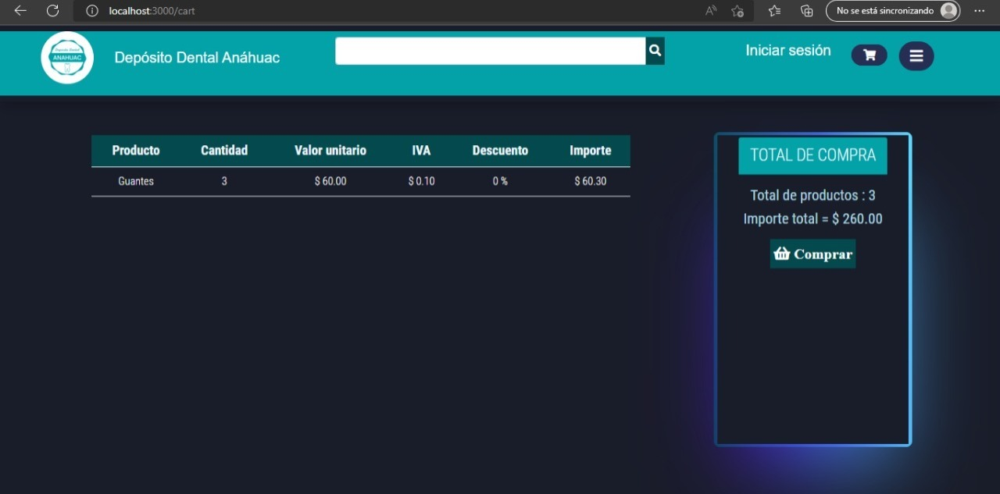 localhost:3000/cart
No se está sincronizando
Depósito Dental
ANAHUAC
Depósito Dental Anáhuac
Iniciar sesión
Producto Cantidad Valor unitario IVA Descuento Importe
Guantes 3 $ 60.00 $ 0.10 0 % $ 60.30
TOTAL DE COMPRA
Total de productos : 3
Importe total = $ 260.00
Comprar